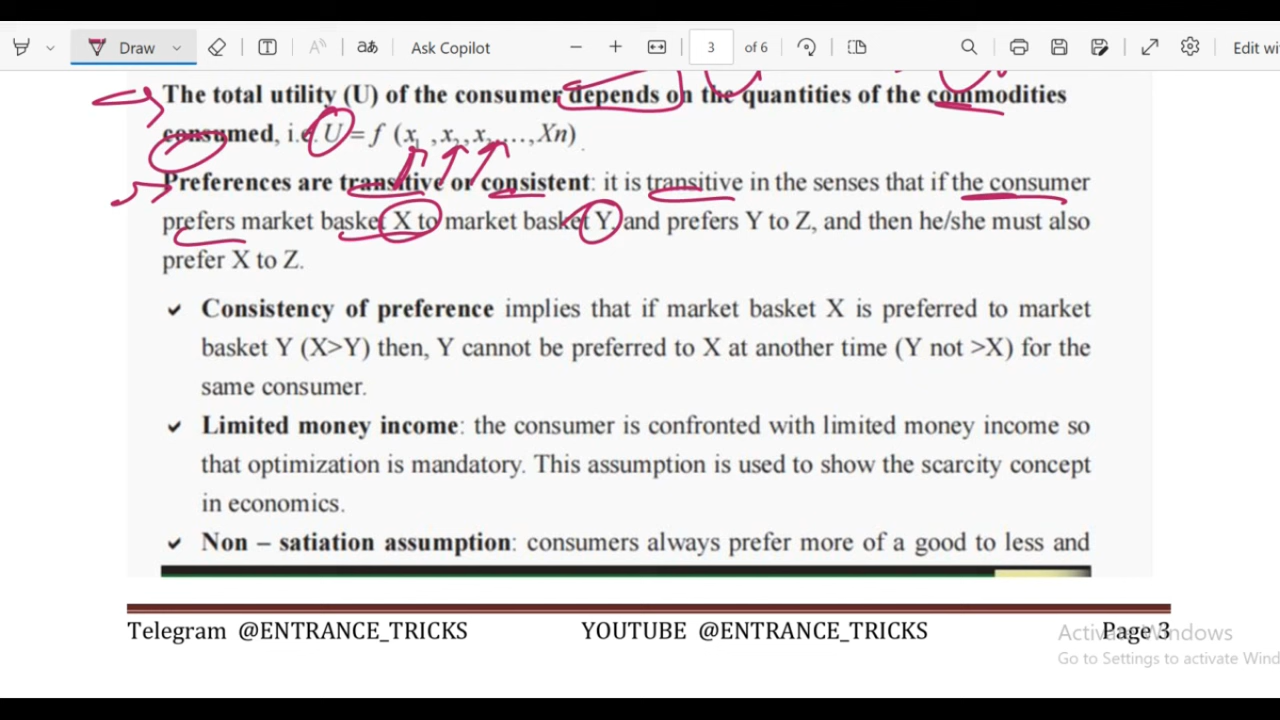 Draw
Ask Copilot
3 of 6
Edit wi
The total utility (U) of the consumer depends on the quantities of the commodities
consumed, i.e. U = f (x1 ,x2,x ....,Xn)
Preferences are transitive or consistent: it is transitive in the senses that if the consumer
prefers market basket X to market basket Y, and prefers Y to Z, and then he/she must also
prefer X to Z.
✓ Consistency of preference implies that if market basket X is preferred to market
basket Y (X>Y) then, Y cannot be preferred to X at another time (Y not >X) for the
same consumer.
✓ Limited money income: the consumer is confronted with limited money income so
that optimization is mandatory. This assumption is used to show the scarcity concept
in economics.
✓ Non – satiation assumption: consumers always prefer more of a good to less and
Telegram @ENTRANCE_TRICKS YOUTUBE @ENTRANCE_TRICKS Page 3
Activate Windows
Go to Settings to activate Wind